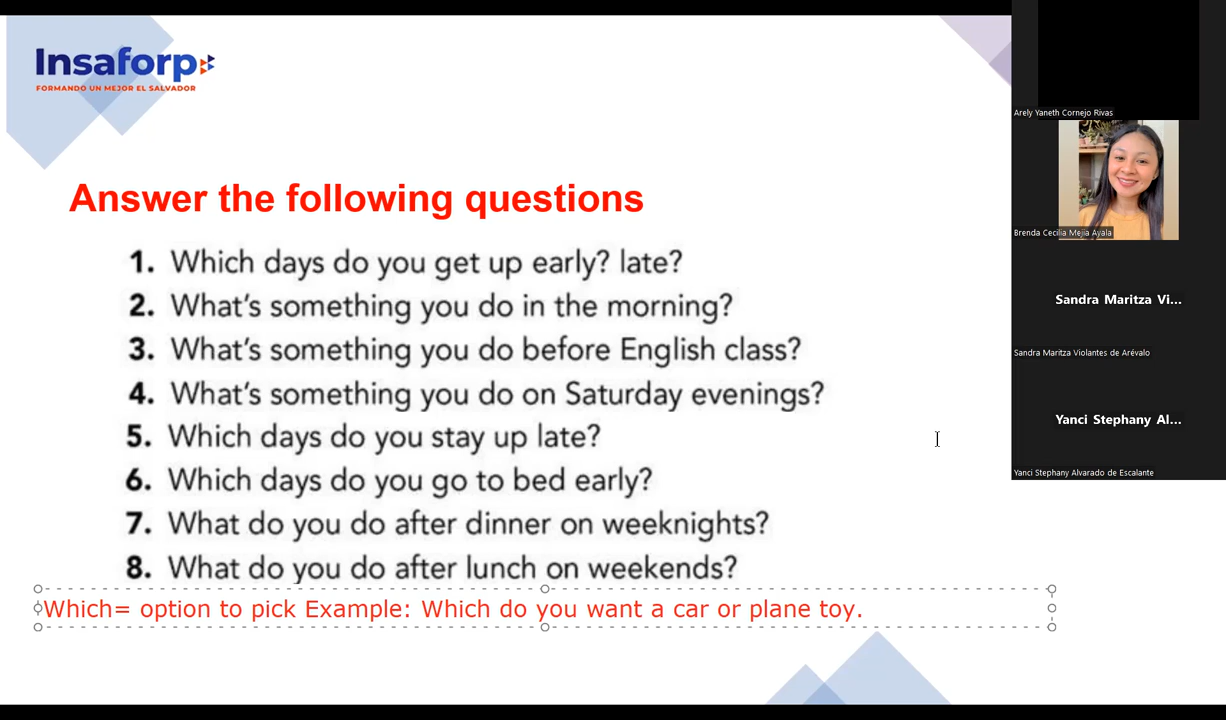 Insaforp
FORMANDO UN MEJOR EL SALVADOR
Answer the following questions
1. Which days do you get up early? late?
2. What's something you do in the morning?
3. What's something you do before English class?
4. What's something you do on Saturday evenings?
5. Which days do you stay up late?
6. Which days do you go to bed early?
7. What do you do after dinner on weeknights?
8. What do you do after lunch on weekends?
Which= option to pick Example: Which do you want a car or plane toy.
Arely Yaneth Cornejo Rivas
Brenda Cecilia Mejia Ayala
Sandra Maritza Vi...
Sandra Maritza Violantes de Arévalo
Yanci Stephany Al...
Yanci Stephany Alvarado de Escalante